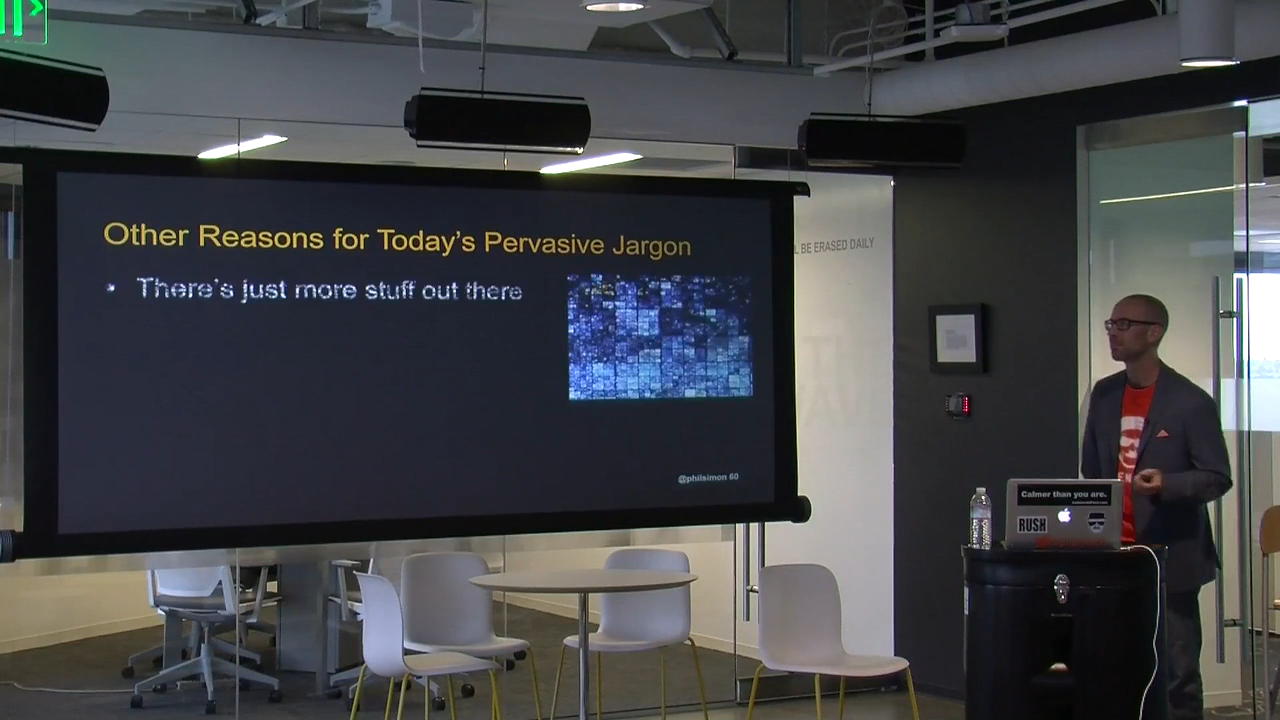 Other Reasons for Today's Pervasive Jargon
• There's just more stuff out there
@philsimon 60
BE ERASED DAILY
Calmer than you are.
RUSH